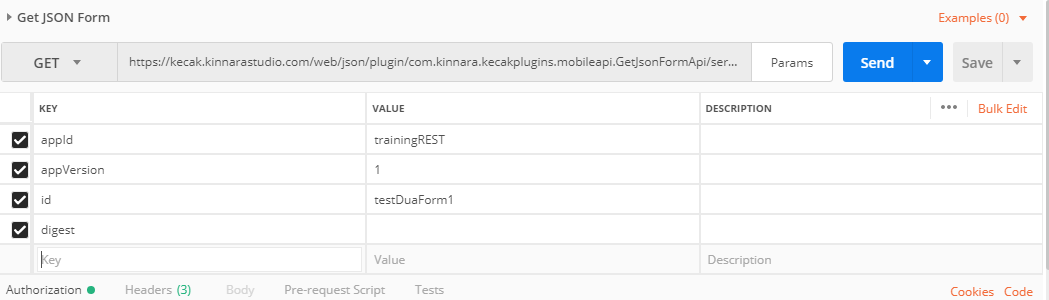 Get JSON Form Examples (0)
GET https://kecak.kinnarastudio.com/web/json/plugin/com.kinnara.kecakplugins.mobileapi.GetJsonFormApi/ser... Params Send Save
KEY VALUE DESCRIPTION ••• Bulk Edit
appId trainingREST
appVersion 1
id testDuaForm1
digest
Key Value Description
Authorization Headers (3) Body Pre-request Script Tests Cookies Code